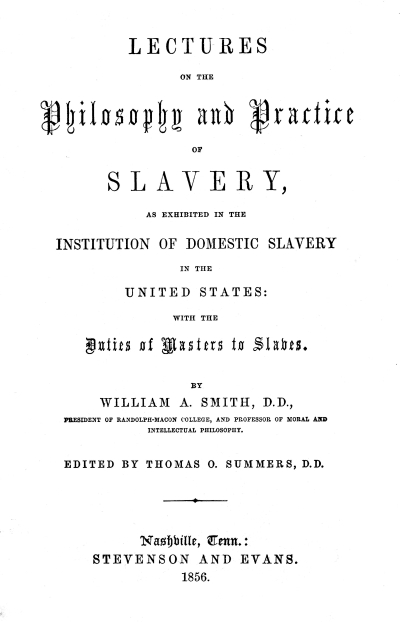 LECTURES
ON THE
Philosophy and Practice
OF
SLAVERY,
AS EXHIBITED IN THE
INSTITUTION OF DOMESTIC SLAVERY
IN THE
UNITED STATES:
WITH THE
Duties of Masters to Slaves.
BY
WILLIAM A. SMITH, D.D.,
PRESIDENT OF RANDOLPH-MACON COLLEGE, AND PROFESSOR OF MORAL AND
INTELLECTUAL PHILOSOPHY.
EDITED BY THOMAS O. SUMMERS, D.D.
Nashville, Tenn.:
STEVENSON AND EVANS.
1856.